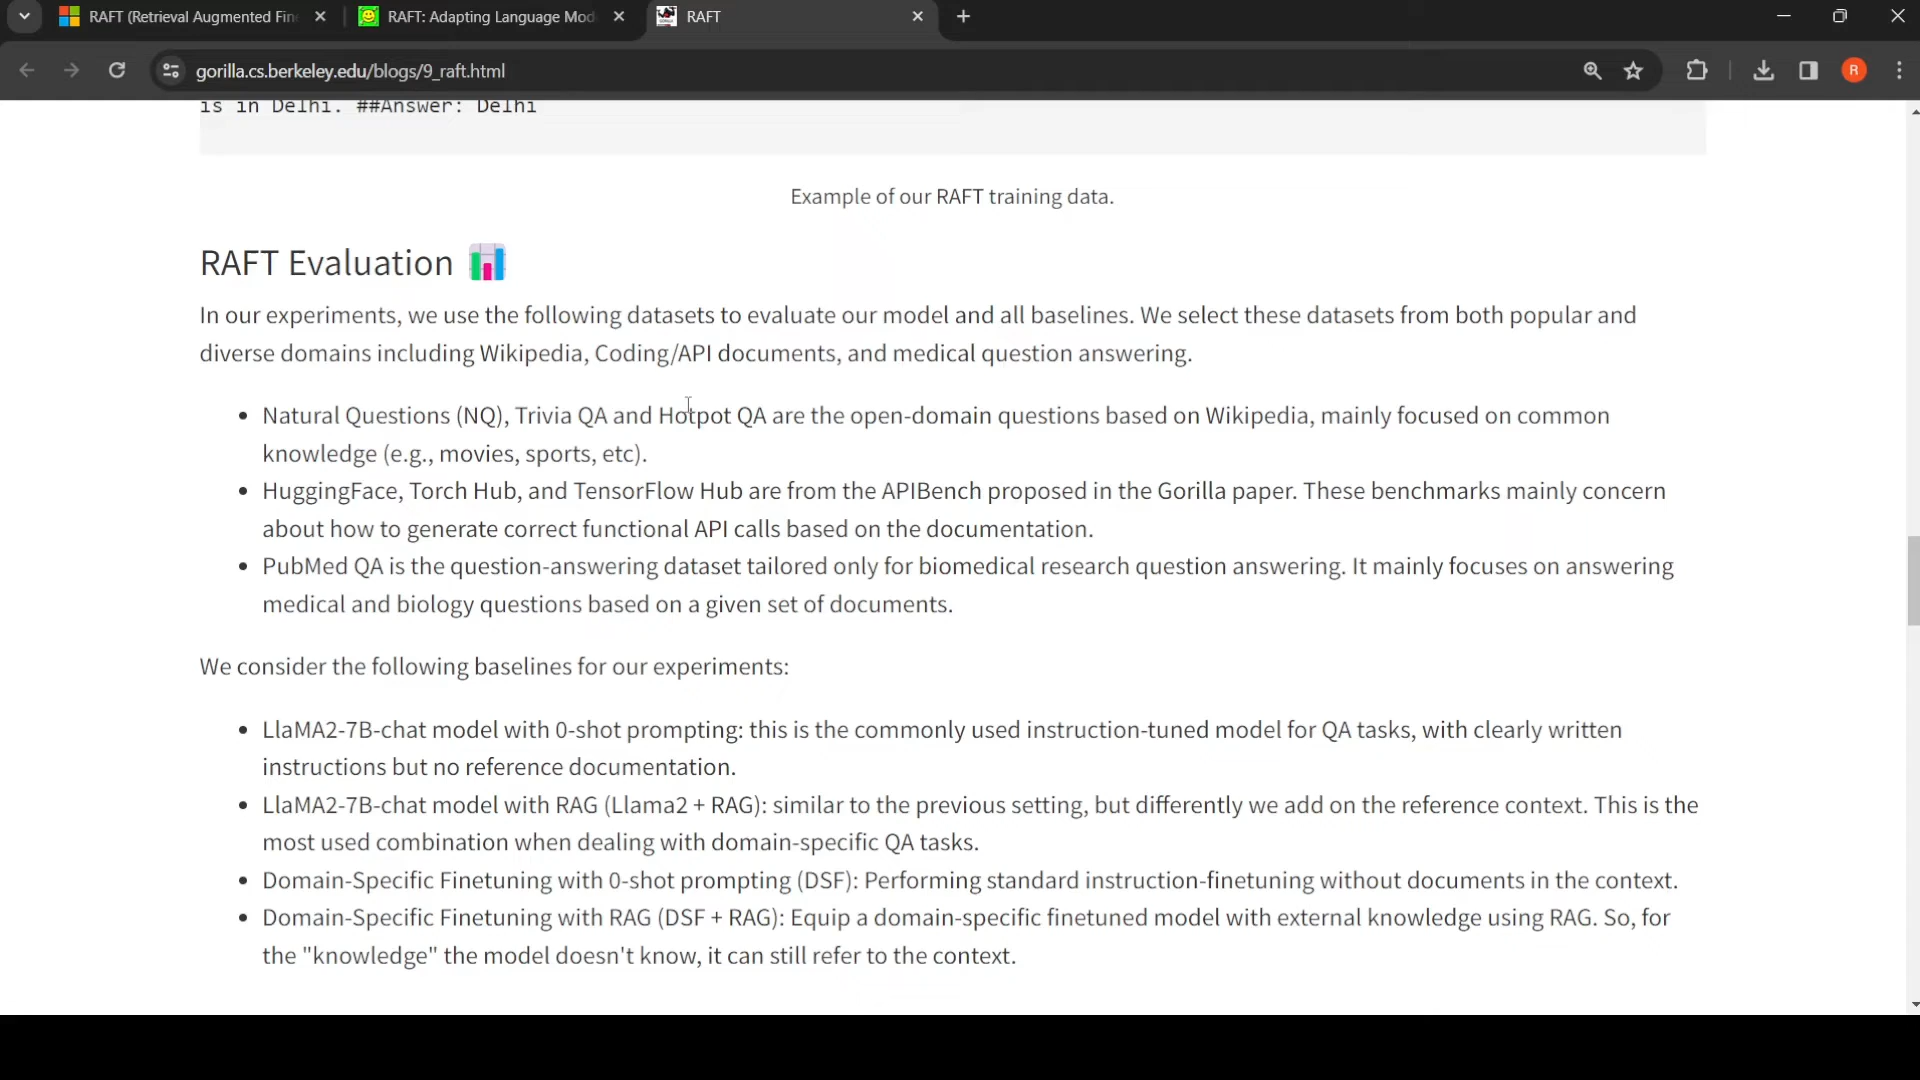 RAFT (Retrieval Augmented Fin
RAFT: Adapting Language Mod
RAFT
gorilla.cs.berkeley.edu/blogs/9_raft.html
R
is in Delhi. ##Answer: Delhi
Example of our RAFT training data.
RAFT Evaluation
In our experiments, we use the following datasets to evaluate our model and all baselines. We select these datasets from both popular and
diverse domains including Wikipedia, Coding/API documents, and medical question answering.
• Natural Questions (NQ), Trivia QA and Hotpot QA are the open-domain questions based on Wikipedia, mainly focused on common
knowledge (e.g., movies, sports, etc).
• HuggingFace, Torch Hub, and TensorFlow Hub are from the APIBench proposed in the Gorilla paper. These benchmarks mainly concern
about how to generate correct functional API calls based on the documentation.
• PubMed QA is the question-answering dataset tailored only for biomedical research question answering. It mainly focuses on answering
medical and biology questions based on a given set of documents.
We consider the following baselines for our experiments:
• LlaMA2-7B-chat model with 0-shot prompting: this is the commonly used instruction-tuned model for QA tasks, with clearly written
instructions but no reference documentation.
• LlaMA2-7B-chat model with RAG (Llama2 + RAG): similar to the previous setting, but differently we add on the reference context. This is the
most used combination when dealing with domain-specific QA tasks.
• Domain-Specific Finetuning with 0-shot prompting (DSF): Performing standard instruction-finetuning without documents in the context.
• Domain-Specific Finetuning with RAG (DSF + RAG): Equip a domain-specific finetuned model with external knowledge using RAG. So, for
the "knowledge" the model doesn't know, it can still refer to the context.